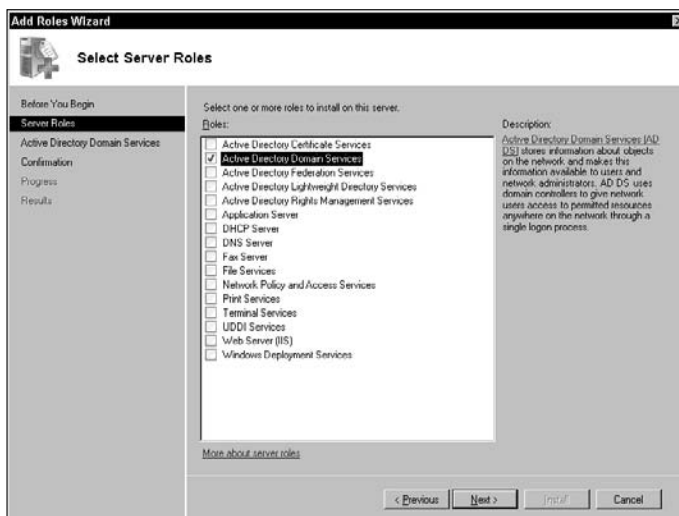 Add Roles Wizard
Select Server Roles
Before You Begin
Server Roles
Active Directory Domain Services
Confirmation
Progress
Results
Select one or more roles to install on this server.
Roles:
Active Directory Certificate Services
Active Directory Domain Services
Active Directory Federation Services
Active Directory Lightweight Directory Services
Active Directory Rights Management Services
Application Server
DHCP Server
DNS Server
Fax Server
File Services
Network Policy and Access Services
Print Services
Terminal Services
UDDI Services
Web Server (IIS)
Windows Deployment Services
More about server roles
Description:
Active Directory Domain Services (AD
DS) stores information about objects
on the network and makes this
information available to users and
network administrators. AD DS uses
domain controllers to give network
users access to permitted resources
anywhere on the network through a
single logon process.
< Previous
Next >
Install
Cancel